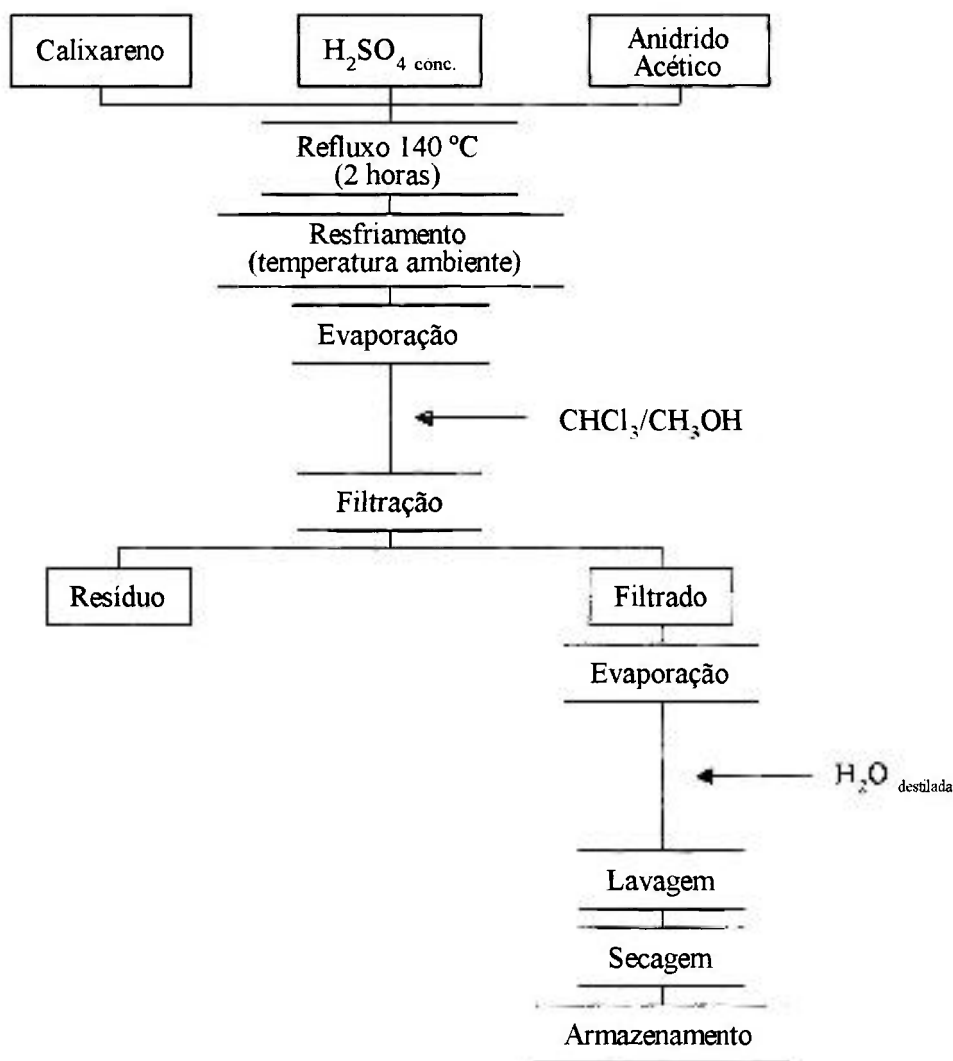 Calixareno
H₂SO₄ conc.
Anidrido
Acético
Refluxo 140 ºC
(2 horas)
Resfriamento
(temperatura ambiente)
Evaporação
CHCl₃/CH₃OH
Filtração
Resíduo
Filtrado
Evaporação
H₂O destilada
Lavagem
Secagem
Armazenamento